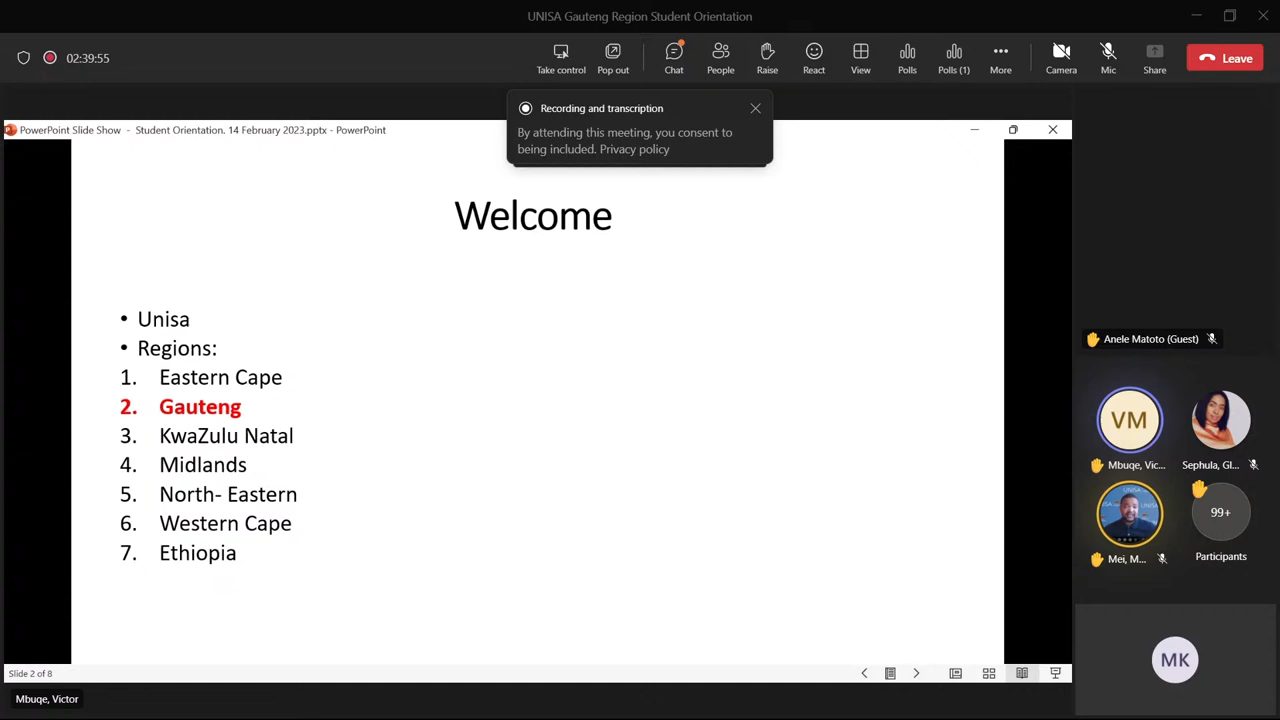 UNISA Gauteng Region Student Orientation
02:39:55
Take control
Pop out
Chat
People
Raise
React
View
Polls
Polls (1)
More
Camera
Mic
Share
Leave
Recording and transcription
By attending this meeting, you consent to
being included. Privacy policy
PowerPoint Slide Show - Student Orientation. 14 February 2023.pptx - PowerPoint
Welcome
• Unisa
• Regions:
1. Eastern Cape
2. Gauteng
3. KwaZulu Natal
4. Midlands
5. North- Eastern
6. Western Cape
7. Ethiopia
Slide 2 of 8
Mbuqe, Victor
Anele Matoto (Guest)
VM
Mbuqe, Vic...
Sephula, Gl...
UNISA
Mei, M...
99+
Participants
MK